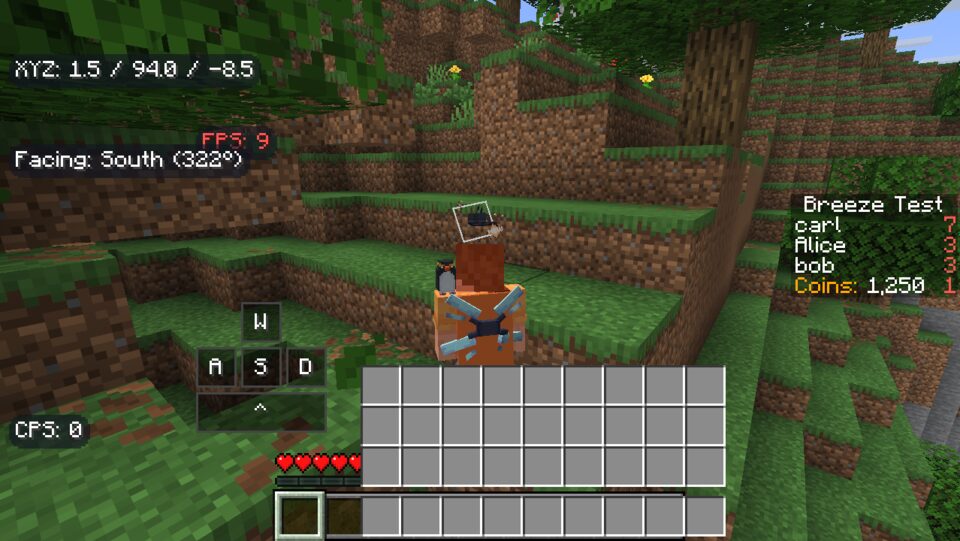 XYZ: 1.5 / 94.0 / -8.5
FPS: 9
Facing: South (322°)
Breeze Test
carl 7
Alice 3
bob 3
Coins: 1,250 1
W
A S D
^
CPS: 0